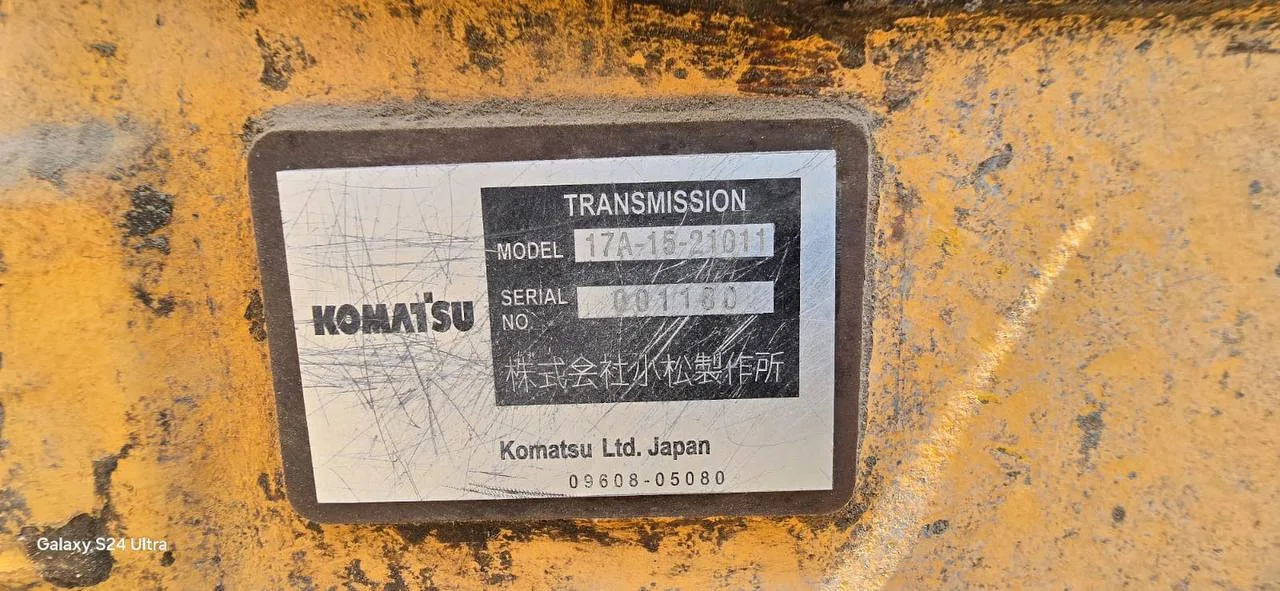 TRANSMISSION
MODEL 17A-15-21011
SERIAL NO. 001160
KOMATSU
株式会社小松製作所
Komatsu Ltd. Japan
09608-05080
Galaxy S24 Ultra